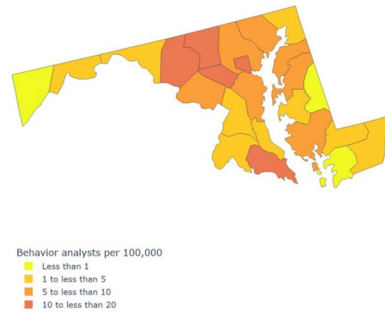 Behavior analysts per 100,000
Less than 1
1 to less than 5
5 to less than 10
10 to less than 20